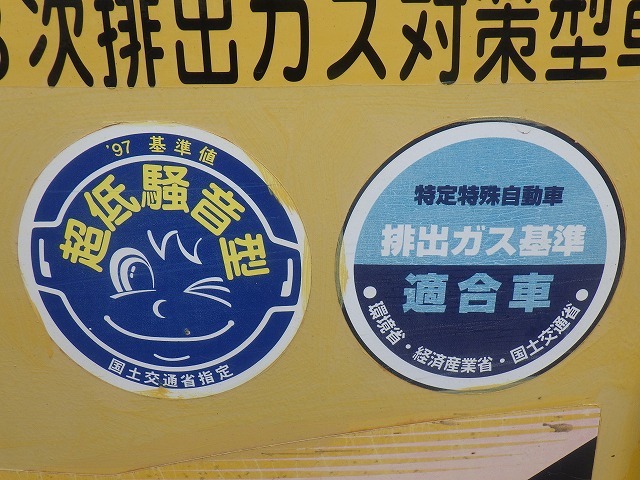 次排出ガス対策型
'97 基準値
超低騒音型
国土交通省指定
特定特殊自動車
排出ガス基準
適合車
・環境省・経済産業省・国土交通省・